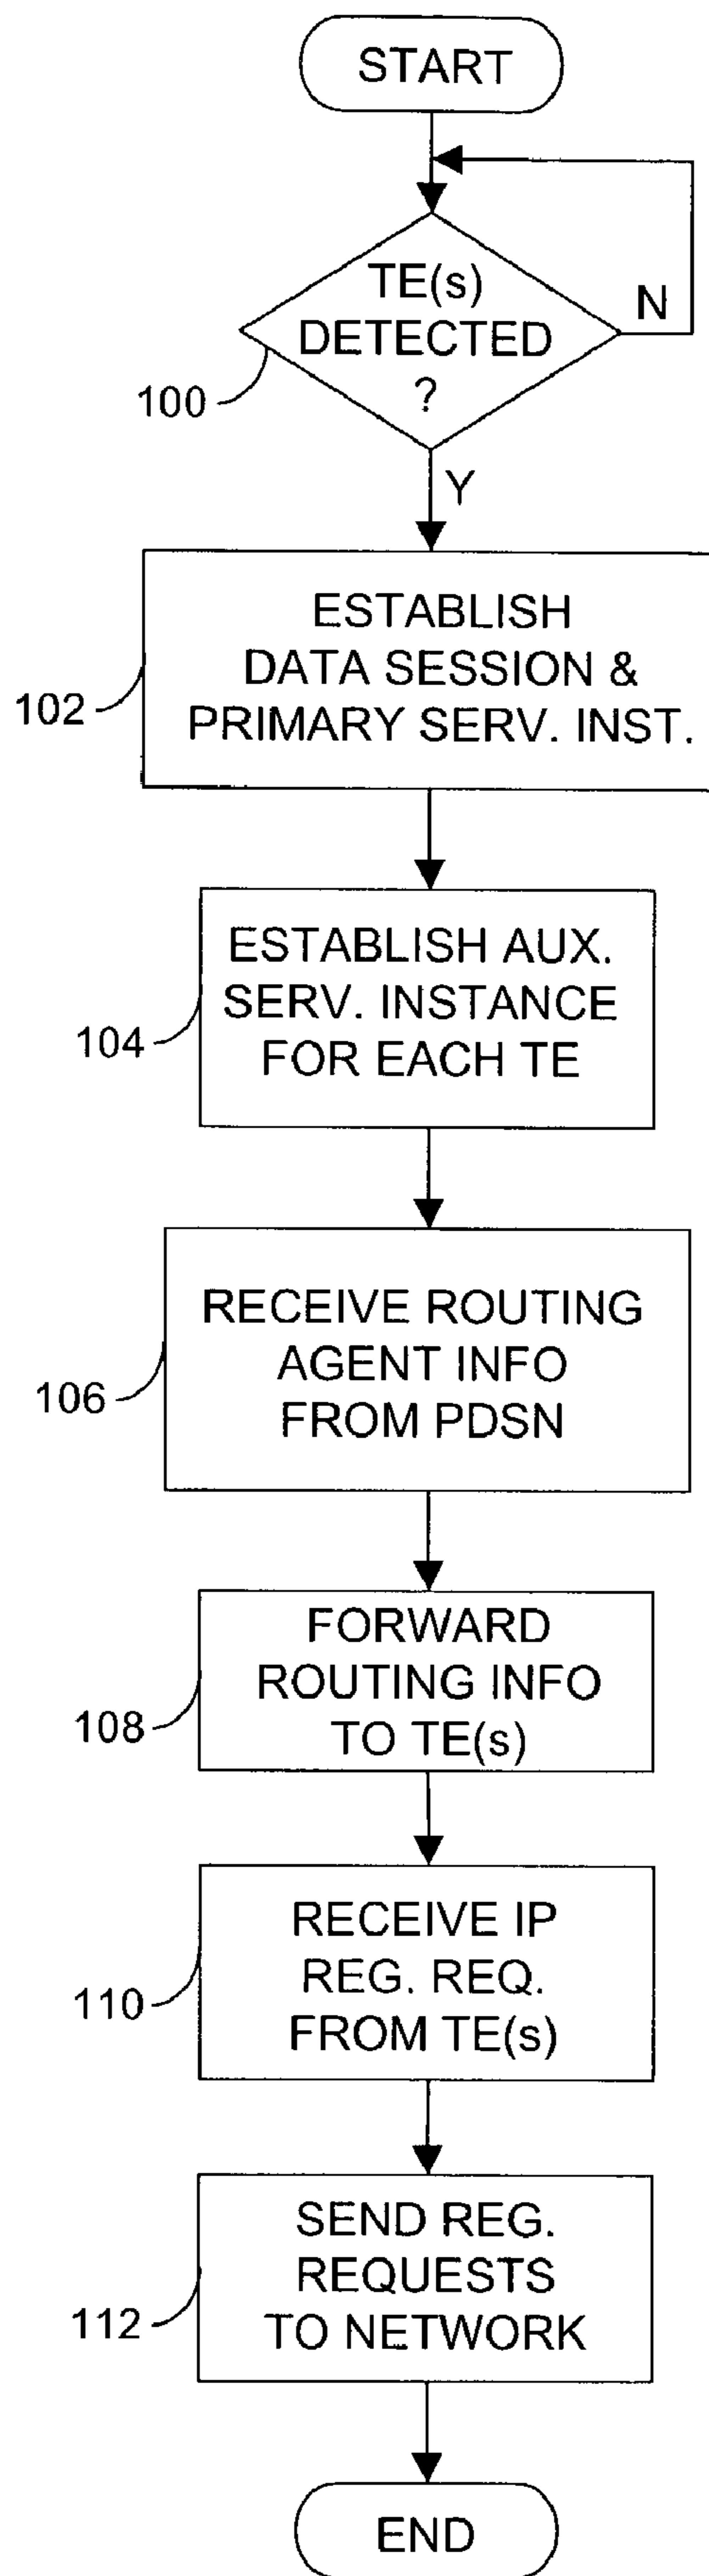 START
TE(s)
DETECTED
?
N
100
Y
ESTABLISH
DATA SESSION &
PRIMARY SERV. INST.
102
ESTABLISH AUX.
SERV. INSTANCE
FOR EACH TE
104
RECEIVE ROUTING
AGENT INFO
FROM PDSN
106
FORWARD
ROUTING INFO
TO TE(s)
108
RECEIVE IP
REG. REQ.
FROM TE(s)
110
SEND REG.
REQUESTS
TO NETWORK
112
END